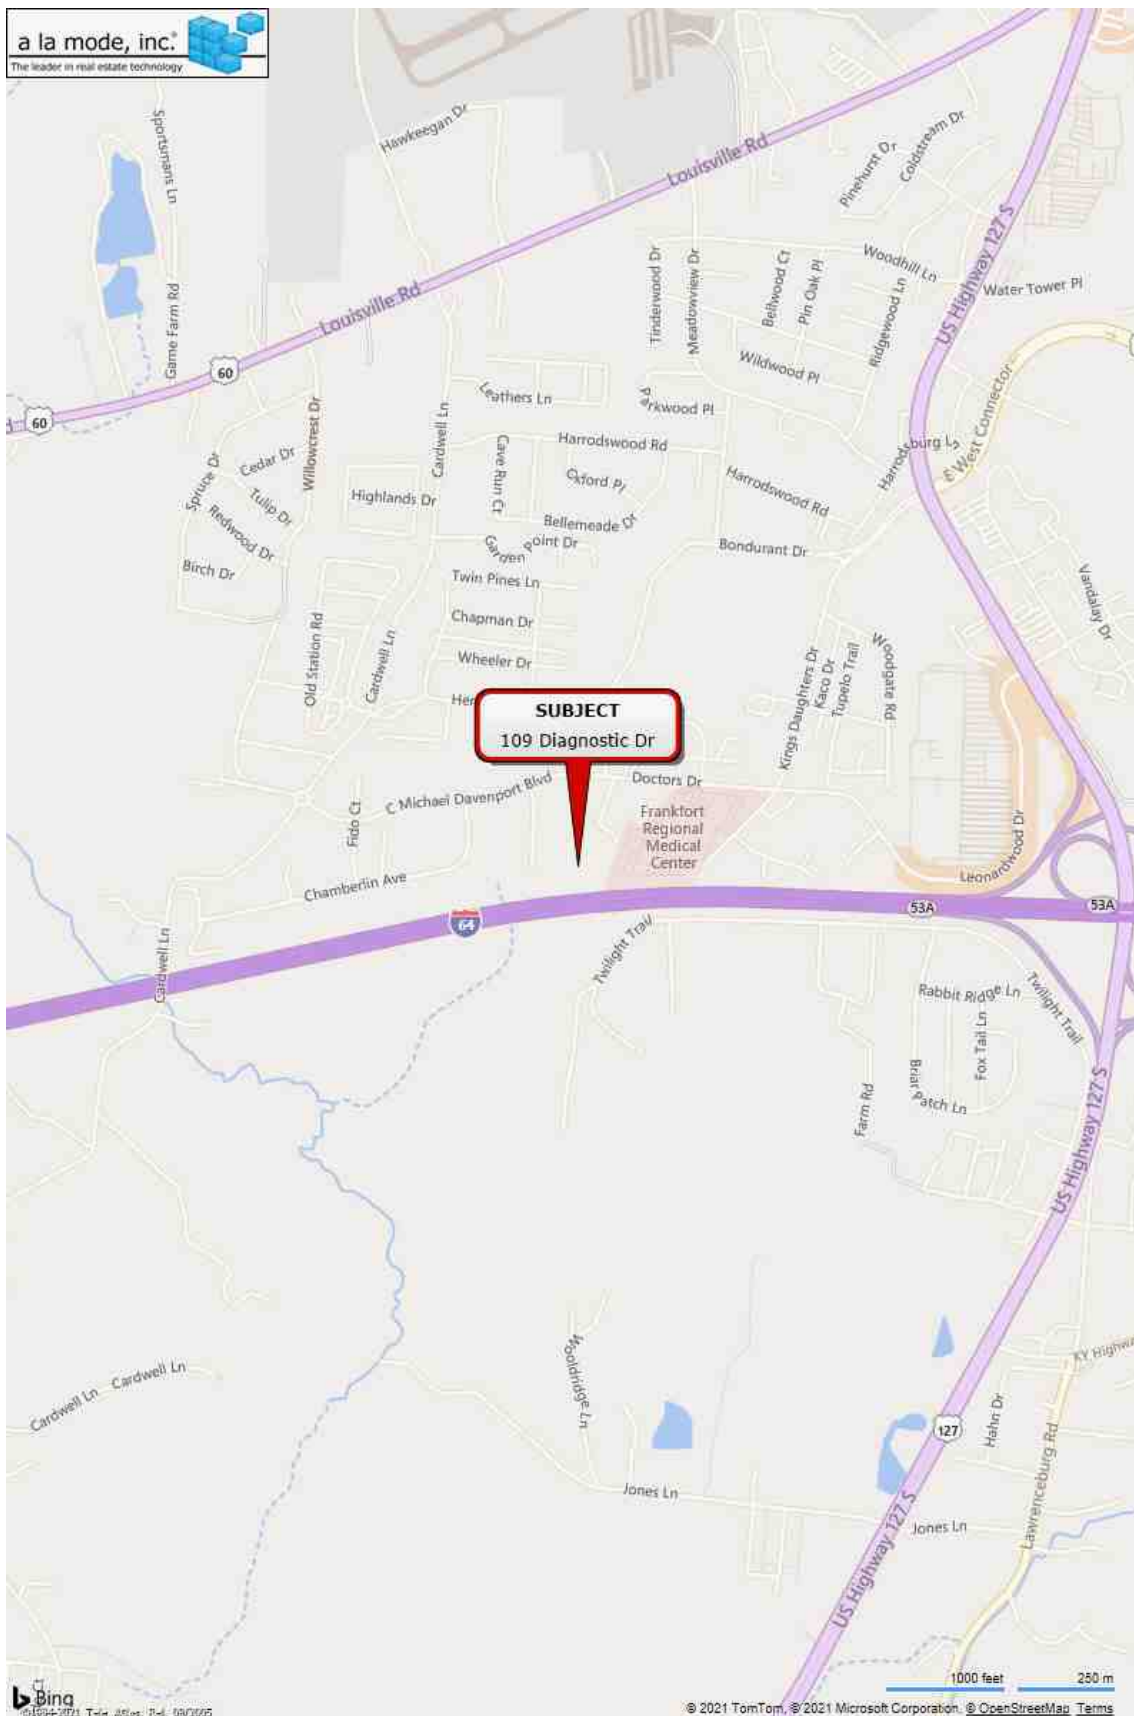 a la mode, inc.®
The leader in real estate technology
Sportsmans Ln
Hawkeegan Dr
Louisville Rd
Pinehurst Dr
Coldstream Dr
US Highway 127 S
Game Farm Rd
Louisville Rd
Tinderwood Dr
Meadowview Dr
Bellwood Ct
Pin Oak Pl
Woodhill Ln
Water Tower Pl
Ridgewood Ln
60
60
Wildwood Pl
Leathers Ln
Parkwood Pl
West Connector
Willowcrest Dr
Cardwell Ln
Harrodswood Rd
Harrodsburg Ln
Cedar Dr
Spruce Dr
Tulip Dr
Redwood Dr
Birch Dr
Highlands Dr
Cave Run Ct
Oxford Pl
Bellemeade Dr
Garden Point Dr
Harrodswood Rd
Bondurant Dr
Twin Pines Ln
Chapman Dr
Wheeler Dr
Vandalay Dr
Old Station Rd
Cardwell Ln
Kings Daughters Dr
Kaco Dr
Tupelo Trail
Woodgate Rd
SUBJECT
109 Diagnostic Dr
Doctors Dr
C Michael Davenport Blvd
Fido Ct
Frankfort
Regional
Medical
Center
Leonardwood Dr
Chamberlin Ave
53A
53A
64
Cardwell Ln
Twilight Trail
Rabbit Ridge Ln
Twilight Trail
Fox Tail Ln
Briar Patch Ln
Farm Rd
US Highway 127 S
Wooldridge Ln
KY Highwa
Cardwell Ln
Cardwell Ln
Hahn Dr
127
Lawrenceburg Rd
Jones Ln
Jones Ln
US Highway 127 S
1000 feet
250 m
Bing
© 2021 TomTom, © 2021 Microsoft Corporation, © OpenStreetMap Terms